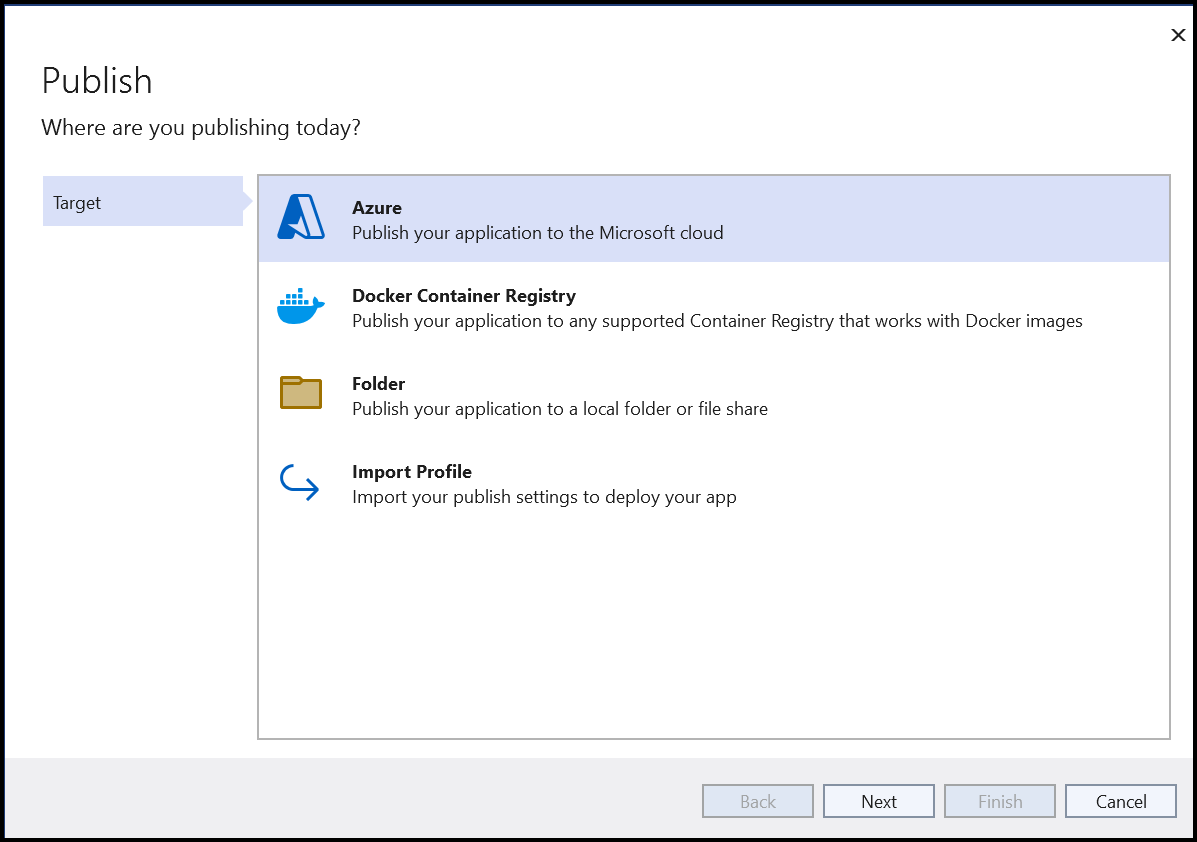 Publish
Where are you publishing today?
Target
Azure
Publish your application to the Microsoft cloud
Docker Container Registry
Publish your application to any supported Container Registry that works with Docker images
Folder
Publish your application to a local folder or file share
Import Profile
Import your publish settings to deploy your app
Back
Next
Finish
Cancel